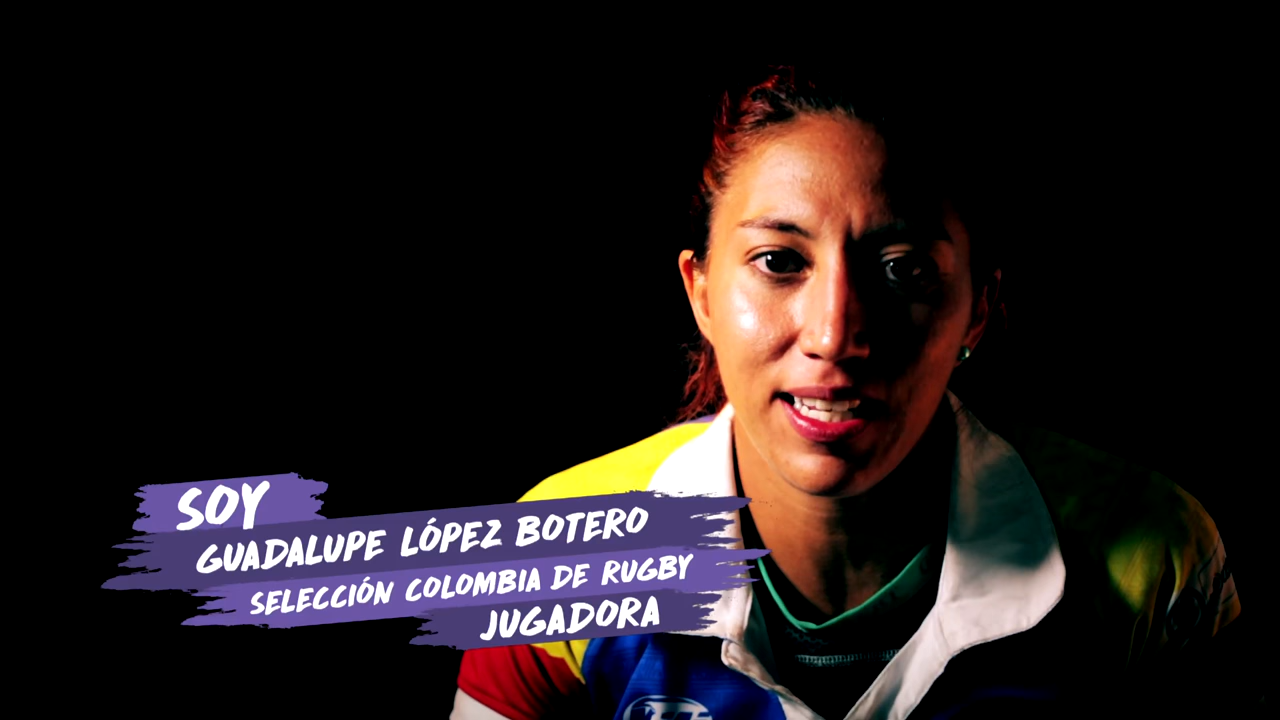 SOY
GUADALUPE LÓPEZ BOTERO
SELECCIÓN COLOMBIA DE RUGBY
JUGADORA